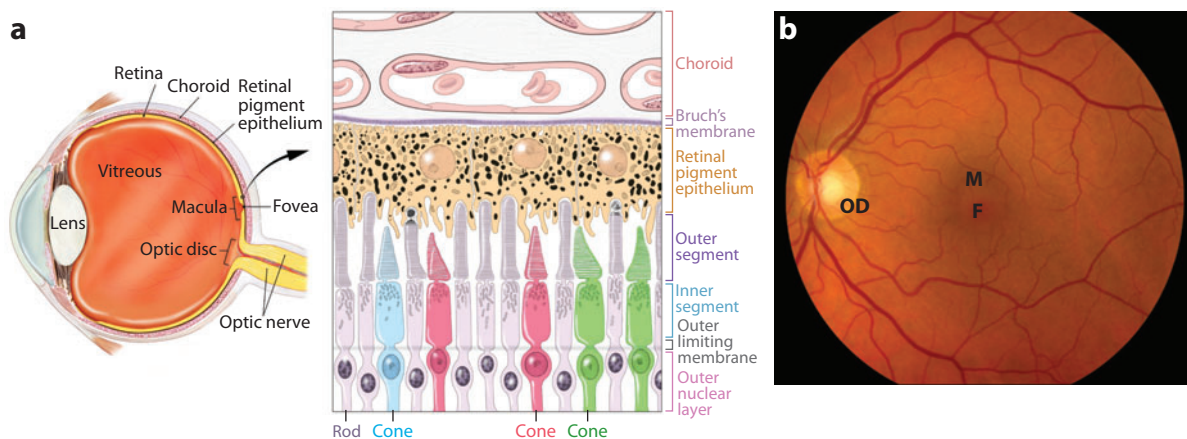 a
Retina
Choroid
Retinal
pigment
epithelium
Vitreous
Lens
Macula
Fovea
Optic disc
Optic nerve
Choroid
Bruch's
membrane
Retinal
pigment
epithelium
Outer
segment
Inner
segment
Outer
limiting
membrane
Outer
nuclear
layer
Rod
Cone
Cone
Cone
b
OD
M
F